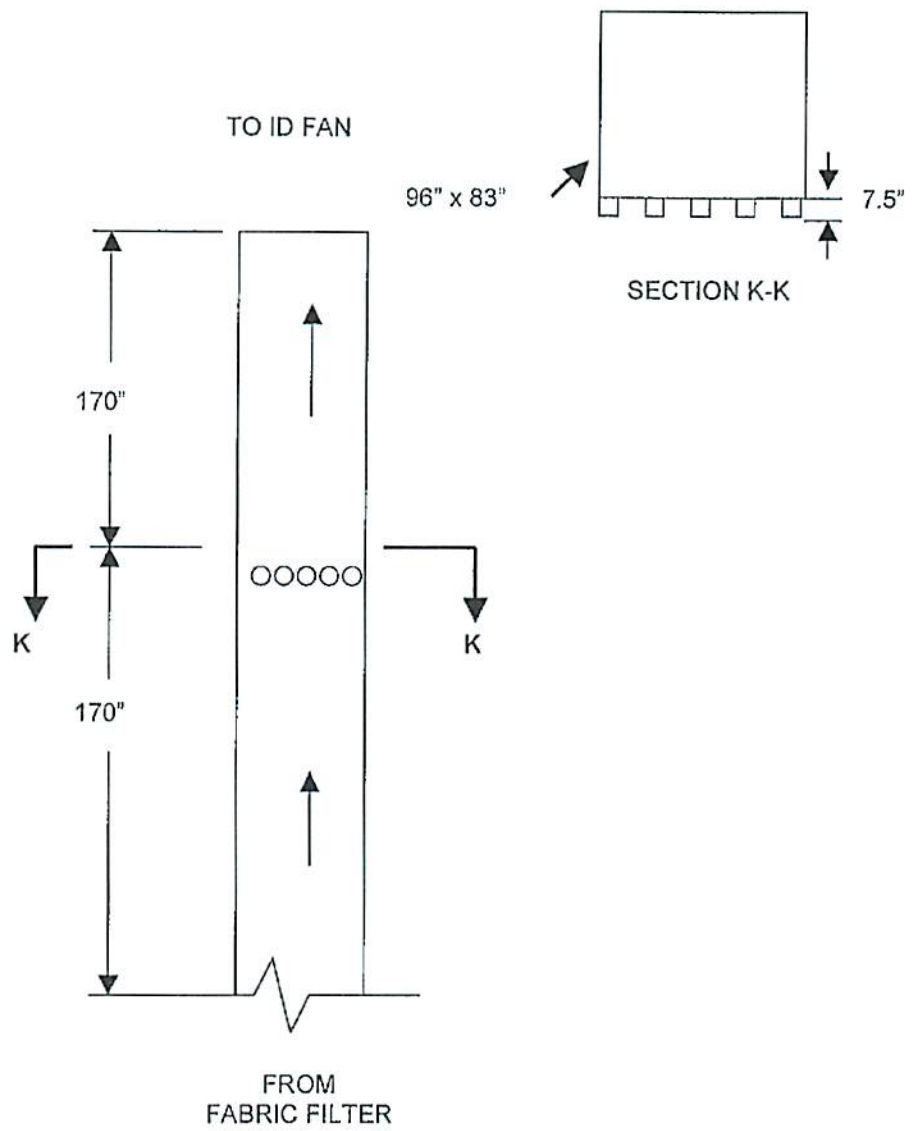 TO ID FAN
96" x 83"
7.5"
SECTION K-K
170"
K
K
170"
FROM
FABRIC FILTER